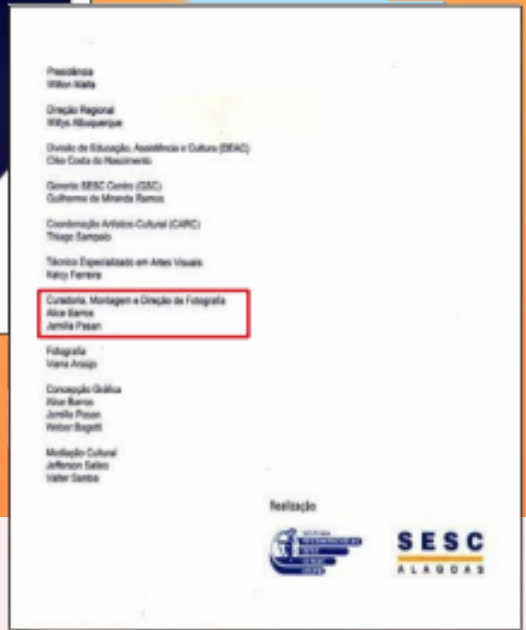 Presidência
Wilton Malta
Direção Regional
Willys Albuquerque
Divisão de Educação, Assistência e Cultura (DEAC)
Cilko Costa do Nascimento
Gerente SESC Centro (GSC)
Guilherme de Miranda Ramos
Coordenação Artístico-Cultural (CARC)
Thiago Sampaio
Técnico Especializado em Artes Visuais
Kelcy Ferreira
Curadoria, Montagem e Direção de Fotografia
Alice Barros
Jamilla Pasan
Fotografia
Viana Araújo
Concepção Gráfica
Alice Barros
Jamilla Pasan
Weber Bagetti
Mediação Cultural
Jefferson Salles
Valter Santos
Realização
SESC
ALAGOAS